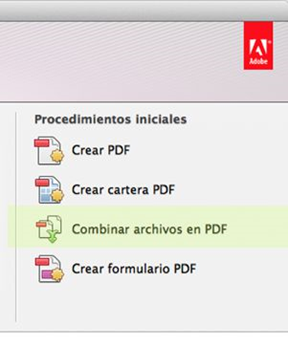 Adobe
Procedimientos iniciales
Crear PDF
Crear cartera PDF
Combinar archivos en PDF
Crear formulario PDF